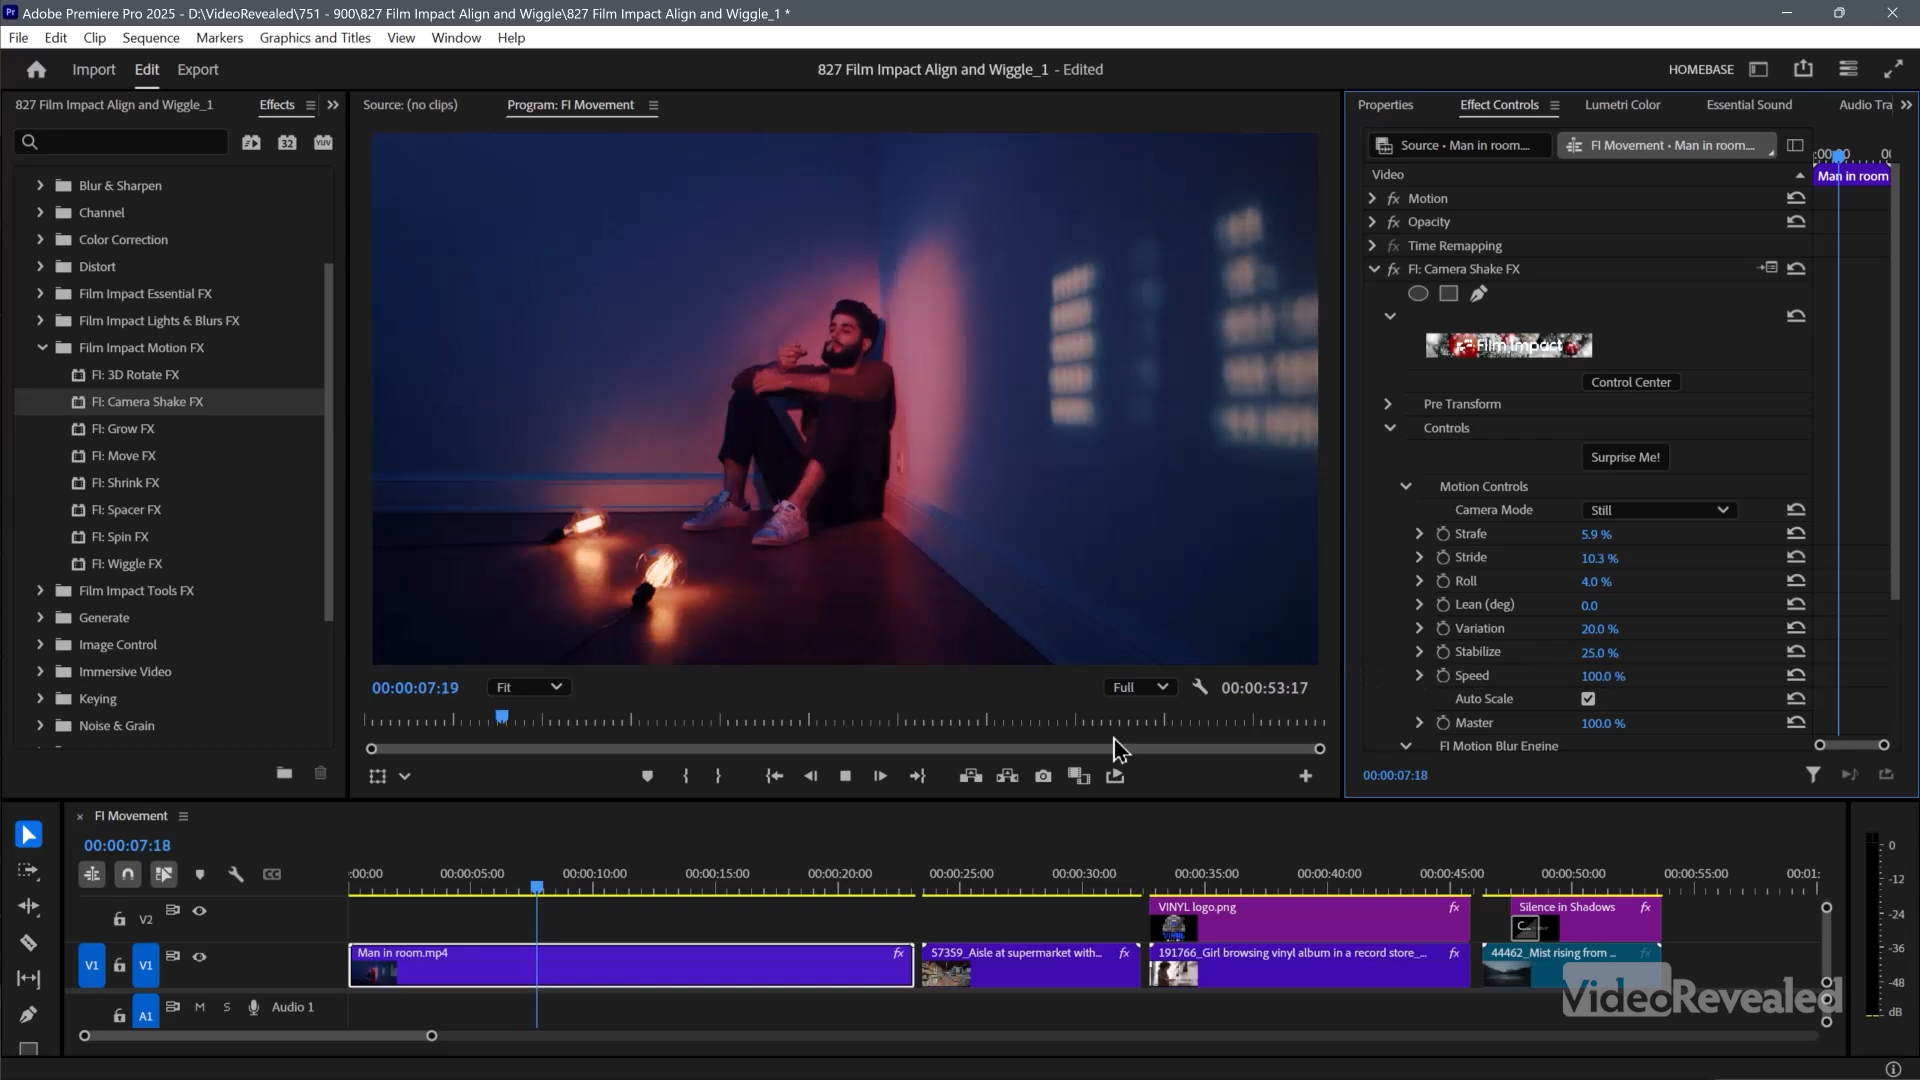 Adobe Premiere Pro 2025 - D:\VideoRevealed\751 - 900\827 Film Impact Align and Wiggle\827 Film Impact Align and Wiggle_1 *
File Edit Clip Sequence Markers Graphics and Titles View Window Help
Import Edit Export
827 Film Impact Align and Wiggle_1 - Edited
HOMEBASE
827 Film Impact Align and Wiggle_1 Effects
32 YUV
Blur & Sharpen
Channel
Color Correction
Distort
Film Impact Essential FX
Film Impact Lights & Blurs FX
Film Impact Motion FX
FI: 3D Rotate FX
FI: Camera Shake FX
FI: Grow FX
FI: Move FX
FI: Shrink FX
FI: Spacer FX
FI: Spin FX
FI: Wiggle FX
Film Impact Tools FX
Generate
Image Control
Immersive Video
Keying
Noise & Grain
Source: (no clips) Program: FI Movement
00:00:07:19 Fit Full 00:00:53:17
Properties Effect Controls Lumetri Color Essential Sound Audio Tra
Source • Man in room.... FI Movement • Man in room....
Video
Man in room
fx Motion
fx Opacity
fx Time Remapping
fx FI: Camera Shake FX
Film Impact
Control Center
Pre Transform
Controls
Surprise Me!
Motion Controls
Camera Mode Still
Strafe 5.9 %
Stride 10.3 %
Roll 4.0 %
Lean (deg) 0.0
Variation 20.0 %
Stabilize 25.0 %
Speed 100.0 %
Auto Scale
Master 100.0 %
FI Motion Blur Engine
00:00:07:18
FI Movement
00:00:07:18
CC
:00:00 00:00:05:00 00:00:10:00 00:00:15:00 00:00:20:00 00:00:25:00 00:00:30:00 00:00:35:00 00:00:40:00 00:00:45:00 00:00:50:00 00:00:55:00 00:01:
V2
VINYL logo.png fx
Silence in Shadows fx
C...
V1 V1
Man in room.mp4 fx
57359_Aisle at supermarket with... fx
191766_Girl browsing vinyl album in a record store_... fx
44462_Mist rising from ... fx
A1 M S Audio 1
0
-12
-24
-36
-48
dB
VideoRevealed